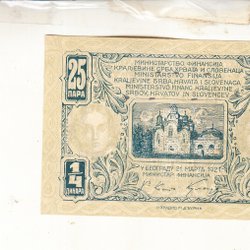 25
ПАРА
МИНИСТАРСТВО ФИНАНСИЈА
КРАЉЕВИНЕ СРБА, ХРВАТА И СЛОВЕНАЦА
MINISTARSTVO FINANSIJA
KRALJEVINE SRBA, HRVATA I SLOVENACA
MINISTERSTVO FINANC KRALJEVINE
SRBOV, HRVATOV IN SLOVENCEV
1
4
ДИНАРА
У БЕОГРАДУ 21. МАРТА 1921
МИНИСТАР ФИНАНСИЈА